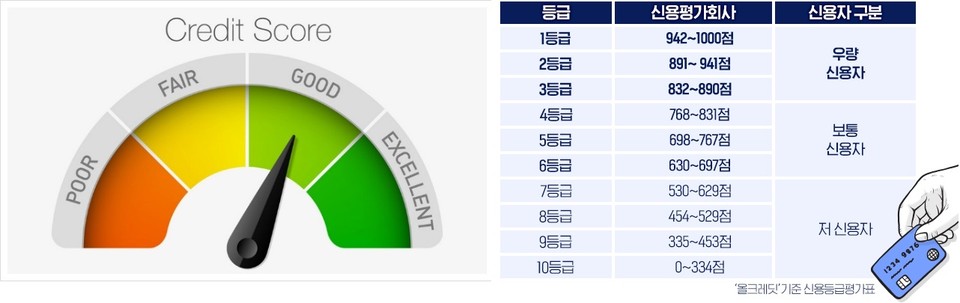 Credit Score
POOR
FAIR
GOOD
EXCELLENT
등급 신용평가회사 신용자 구분
1등급 942~1000점
2등급 891~ 941점
3등급 832~890점
우량
신용자
4등급 768~831점
5등급 698~767점
6등급 630~697점
보통
신용자
7등급 530~629점
8등급 454~529점
9등급 335~453점
10등급 0~334점
저 신용자
1234 9876
'올크레딧'기준 신용등급평가표